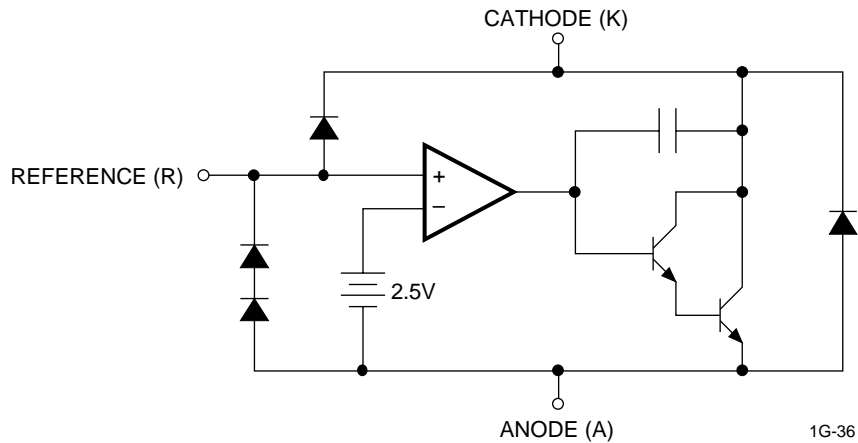 CATHODE (K)
REFERENCE (R)
+
−
2.5V
ANODE (A)
1G-36